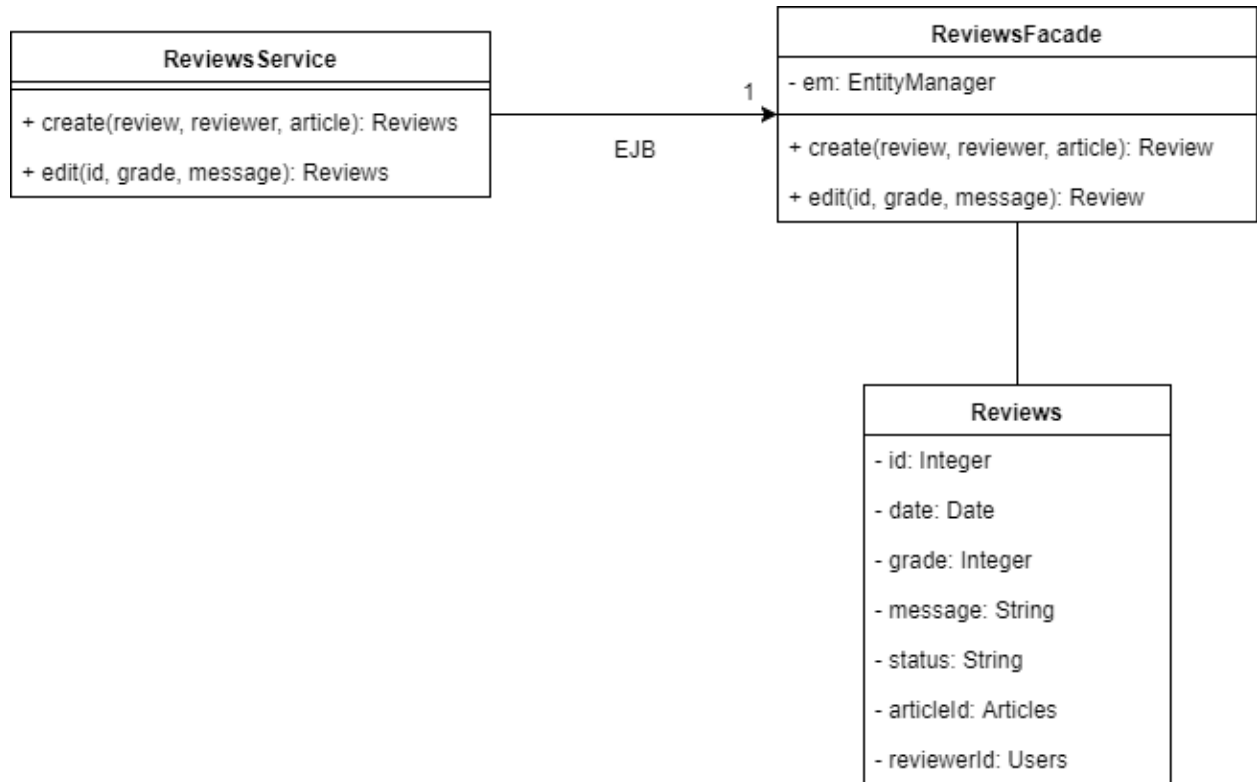 ReviewsService
+ create(review, reviewer, article): Reviews
+ edit(id, grade, message): Reviews
1
EJB
ReviewsFacade
- em: EntityManager
+ create(review, reviewer, article): Review
+ edit(id, grade, message): Review
Reviews
- id: Integer
- date: Date
- grade: Integer
- message: String
- status: String
- articleId: Articles
- reviewerId: Users